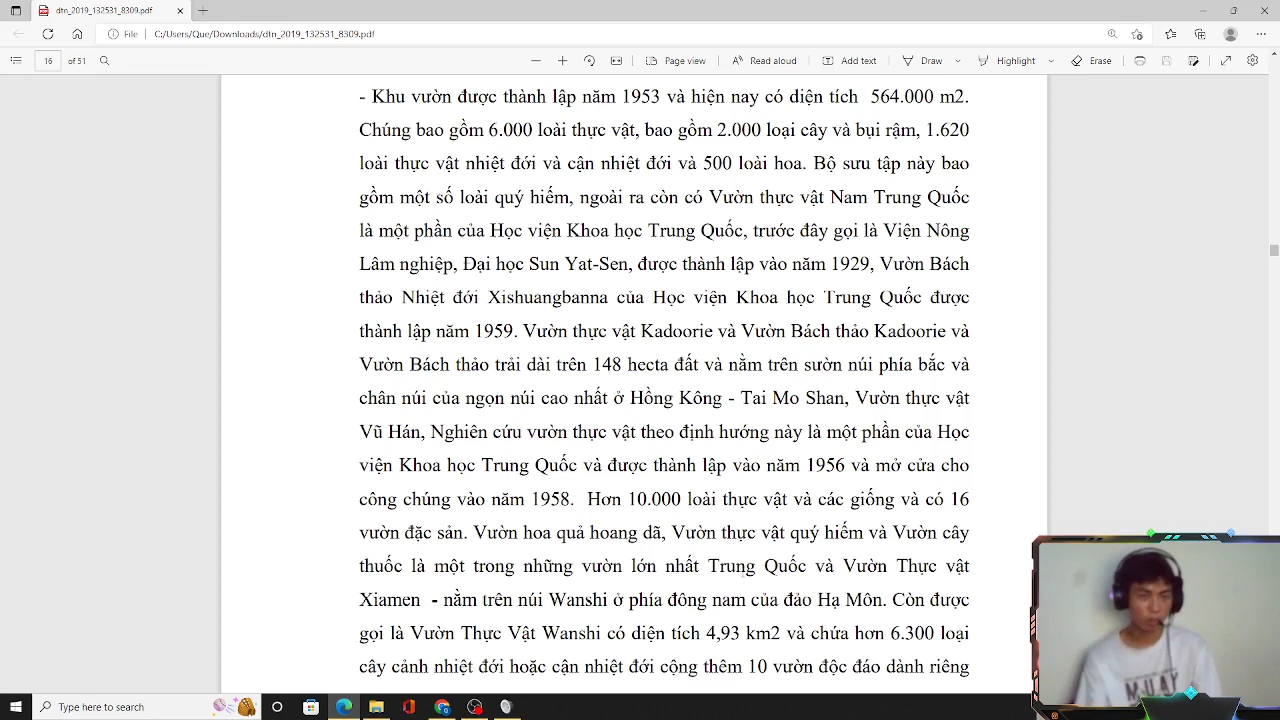 dtn_2019_132531_8309.pdf
File C:/Users/Que/Downloads/dtn_2019_132531_8309.pdf
16 of 51 Page view Read aloud Add text Draw Highlight Erase
- Khu vườn được thành lập năm 1953 và hiện nay có diện tích 564.000 m2.
Chúng bao gồm 6.000 loài thực vật, bao gồm 2.000 loại cây và bụi rậm, 1.620
loài thực vật nhiệt đới và cận nhiệt đới và 500 loài hoa. Bộ sưu tập này bao
gồm một số loài quý hiếm, ngoài ra còn có Vườn thực vật Nam Trung Quốc
là một phần của Học viện Khoa học Trung Quốc, trước đây gọi là Viện Nông
Lâm nghiệp, Đại học Sun Yat-Sen, được thành lập vào năm 1929, Vườn Bách
thảo Nhiệt đới Xishuangbanna của Học viện Khoa học Trung Quốc được
thành lập năm 1959. Vườn thực vật Kadoorie và Vườn Bách thảo Kadoorie và
Vườn Bách thảo trải dài trên 148 hecta đất và nằm trên sườn núi phía bắc và
chân núi của ngọn núi cao nhất ở Hồng Kông - Tai Mo Shan, Vườn thực vật
Vũ Hán, Nghiên cứu vườn thực vật theo định hướng này là một phần của Học
viện Khoa học Trung Quốc và được thành lập vào năm 1956 và mở cửa cho
công chúng vào năm 1958. Hơn 10.000 loài thực vật và các giống và có 16
vườn đặc sản. Vườn hoa quả hoang dã, Vườn thực vật quý hiếm và Vườn cây
thuốc là một trong những vườn lớn nhất Trung Quốc và Vườn Thực vật
Xiamen - nằm trên núi Wanshi ở phía đông nam của đảo Hạ Môn. Còn được
gọi là Vườn Thực Vật Wanshi có diện tích 4,93 km2 và chứa hơn 6.300 loại
cây cảnh nhiệt đới hoặc cận nhiệt đới cộng thêm 10 vườn độc đáo dành riêng
MUAY
Type here to search